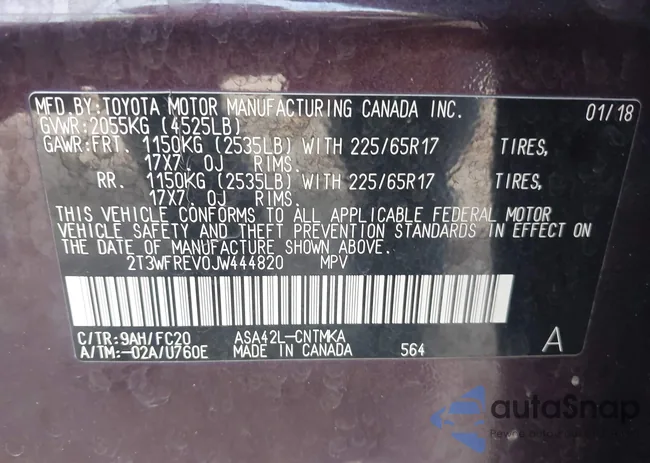 MFD.BY:TOYOTA MOTOR MANUFACTURING CANADA INC. 01/18
GVWR:2055KG (4525LB)
GAWR:FRT. 1150KG (2535LB) WITH 225/65R17 TIRES,
17X7. 0J RIMS.
RR. 1150KG (2535LB) WITH 225/65R17 TIRES,
17X7. 0J RIMS.
THIS VEHICLE CONFORMS TO ALL APPLICABLE FEDERAL MOTOR
VEHICLE SAFETY AND THEFT PREVENTION STANDARDS IN EFFECT ON
THE DATE OF MANUFACTURE SHOWN ABOVE.
2T3WFREV0JW444820 MPV
C/TR:9AH/FC20 ASA42L-CNTMKA
A/TM:-02A/U760E MADE IN CANADA 564 A
autoSnap